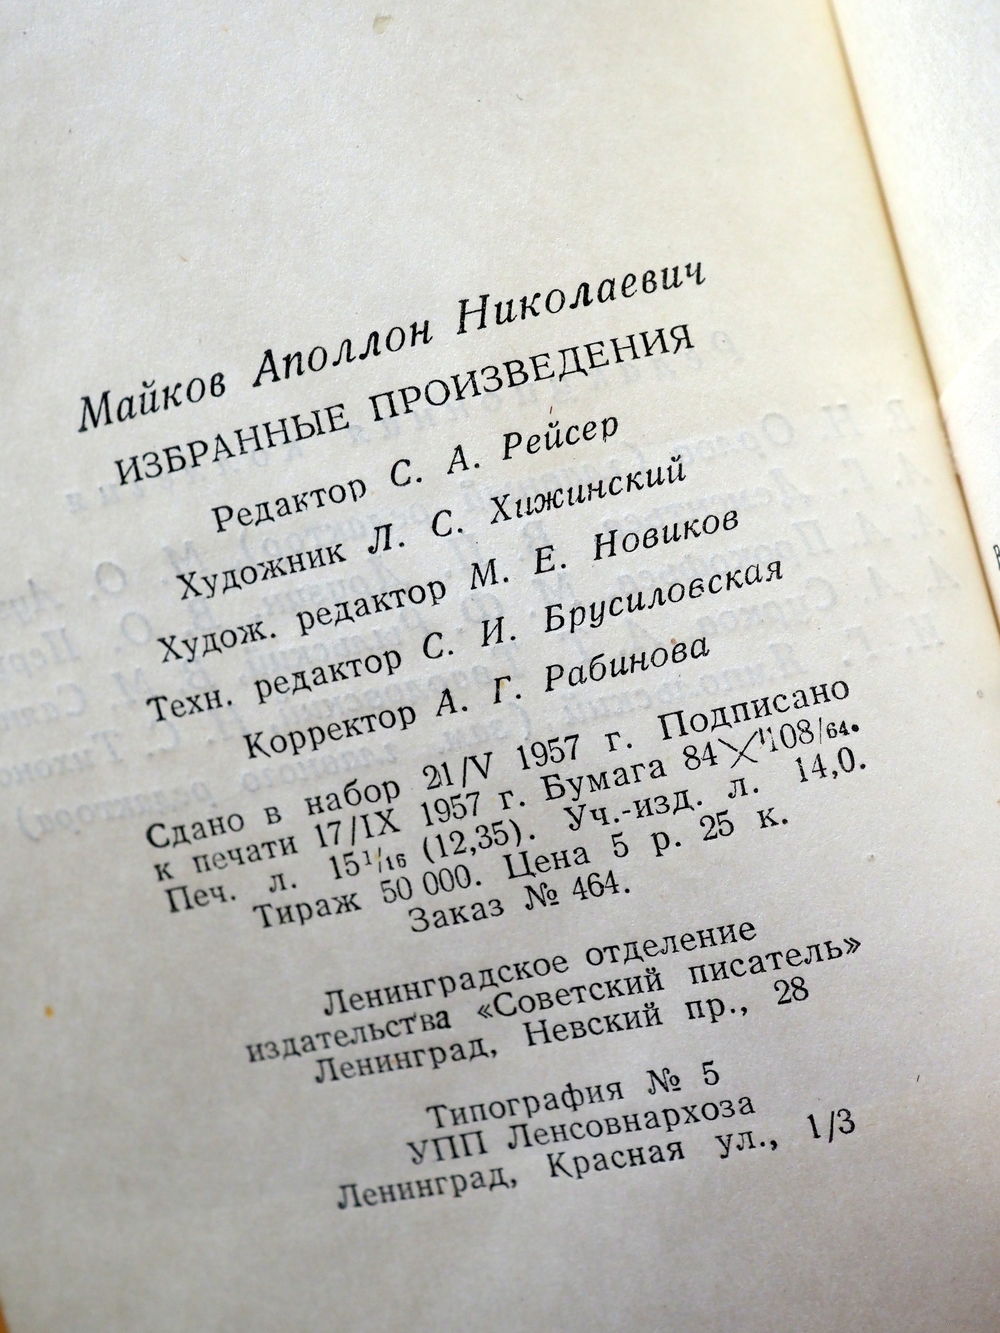 Майков Аполлон Николаевич
ИЗБРАННЫЕ ПРОИЗВЕДЕНИЯ
Редактор С. А. Рейсер
Художник Л. С. Хижинский
Худож. редактор М. Е. Новиков
Техн. редактор С. И. Брусиловская
Корректор А. Г. Рабинова
Сдано в набор 21/V 1957 г. Подписано
к печати 17/IX 1957 г. Бумага 84╳108/64.
Печ. л. 15 1/16 (12,35). Уч.-изд. л. 14,0.
Тираж 50 000. Цена 5 р. 25 к.
Заказ № 464.
Ленинградское отделение
издательства «Советский писатель»
Ленинград, Невский пр., 28
Типография № 5
УПП Ленсовнархоза
Ленинград, Красная ул., 1/3